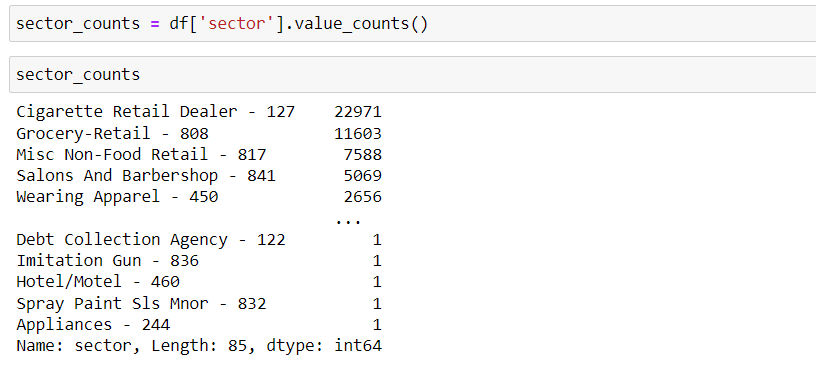 sector_counts = df['sector'].value_counts()
sector_counts
Cigarette Retail Dealer - 127    22971
Grocery-Retail - 808             11603
Misc Non-Food Retail - 817        7588
Salons And Barbershop - 841       5069
Wearing Apparel - 450             2656
...
Debt Collection Agency - 122         1
Imitation Gun - 836                  1
Hotel/Motel - 460                    1
Spray Paint Sls Mnor - 832           1
Appliances - 244                     1
Name: sector, Length: 85, dtype: int64